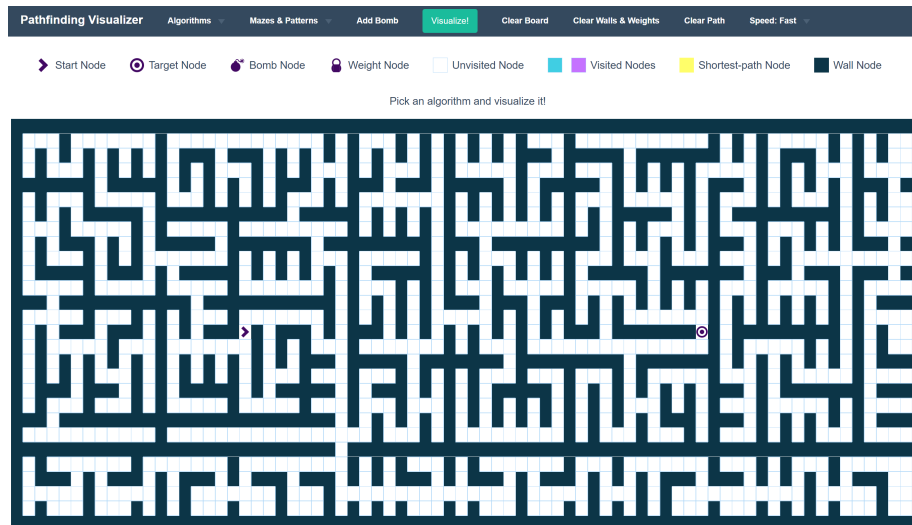 Pathfinding Visualizer Algorithms Mazes & Patterns Add Bomb Visualize! Clear Board Clear Walls & Weights Clear Path Speed: Fast
Start Node Target Node Bomb Node Weight Node Unvisited Node Visited Nodes Shortest-path Node Wall Node
Pick an algorithm and visualize it!